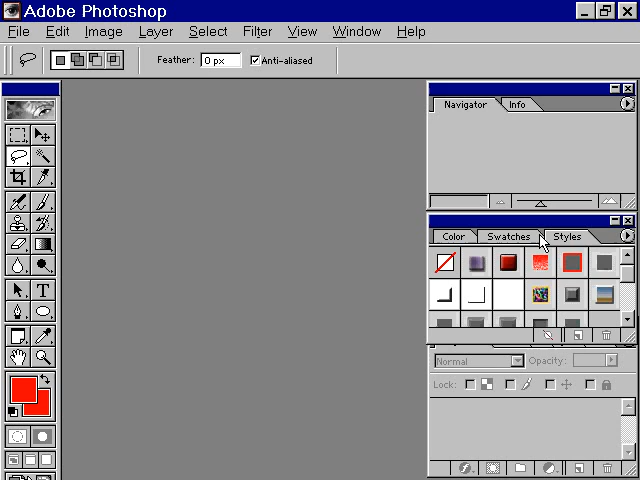 Adobe Photoshop
File Edit Image Layer Select Filter View Window Help
Feather: 0 px Anti-aliased
Navigator Info
Color Swatches Styles
T
Normal Opacity:
Lock: